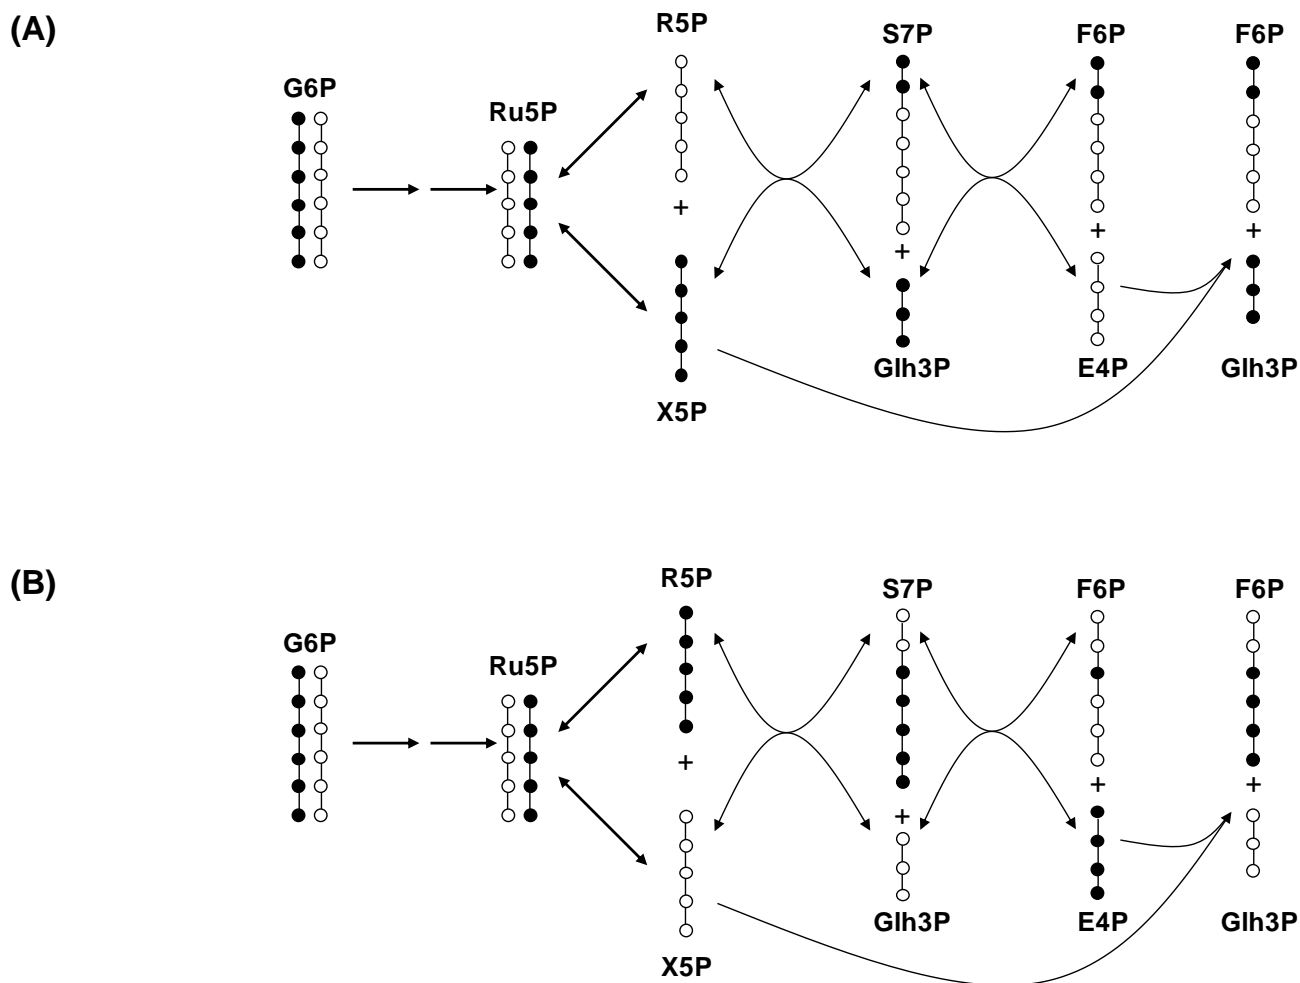 (A)
R5P
S7P
F6P
F6P
G6P
Ru5P
+
+
+
+
Glh3P
E4P
Glh3P
X5P
(B)
R5P
S7P
F6P
F6P
G6P
Ru5P
+
+
+
+
Glh3P
E4P
Glh3P
X5P